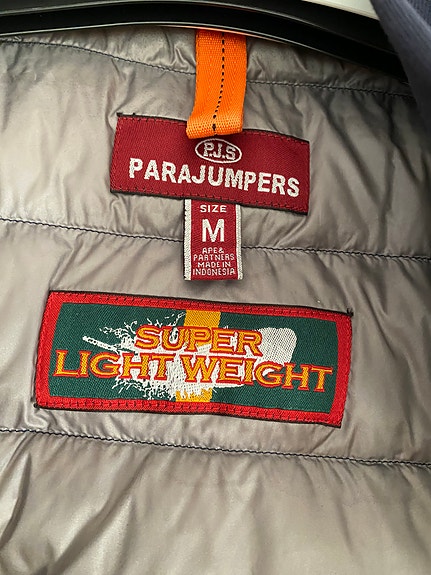 P.J.S
PARAJUMPERS
SIZE
M
APE&
PARTNERS
MADE IN
INDONESIA
SUPER
LIGHT WEIGHT